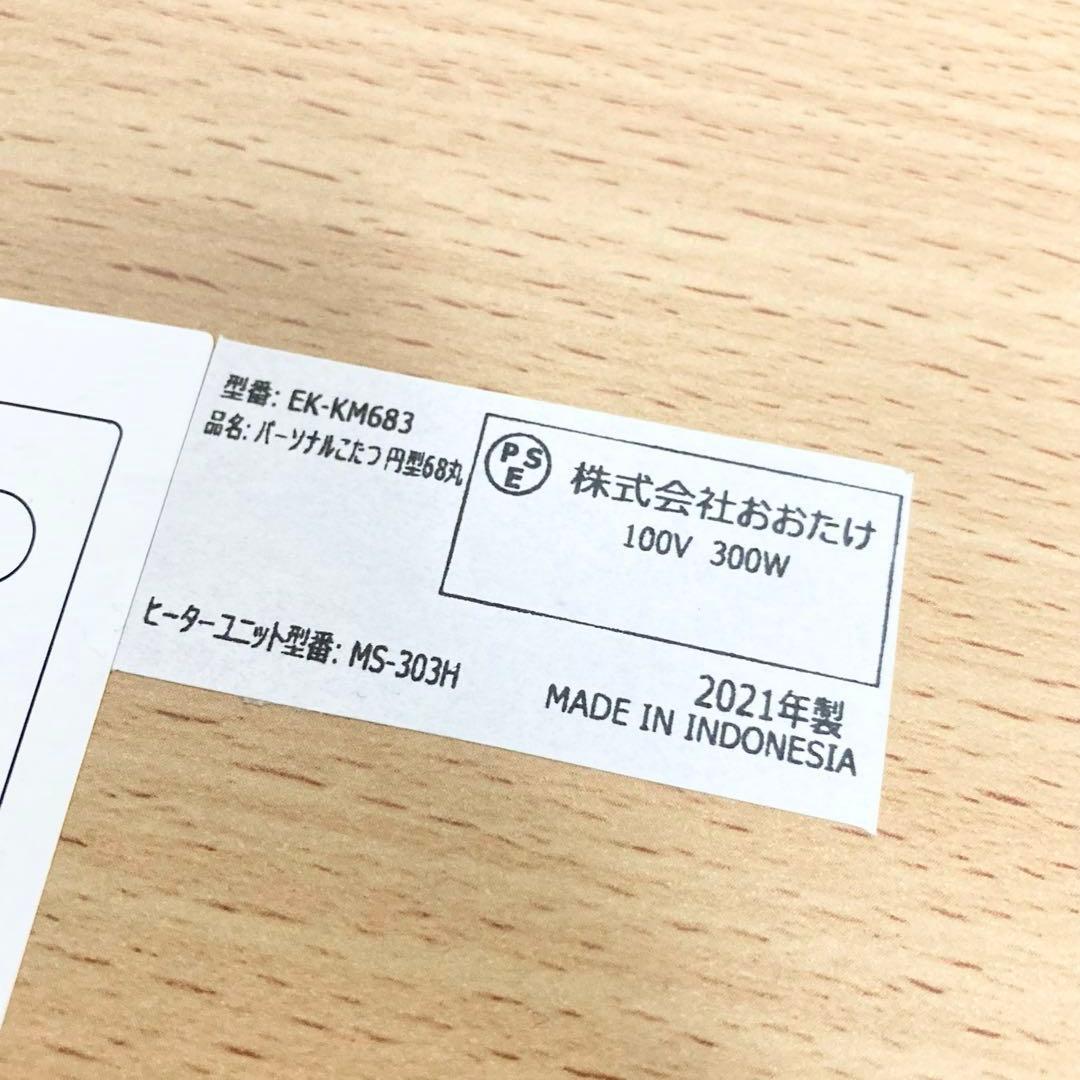 型番: EK-KM683
品名: パーソナルこたつ 円型68丸
PSE
株式会社おおたけ
100V 300W
ヒーターユニット型番: MS-303H
2021年製
MADE IN INDONESIA